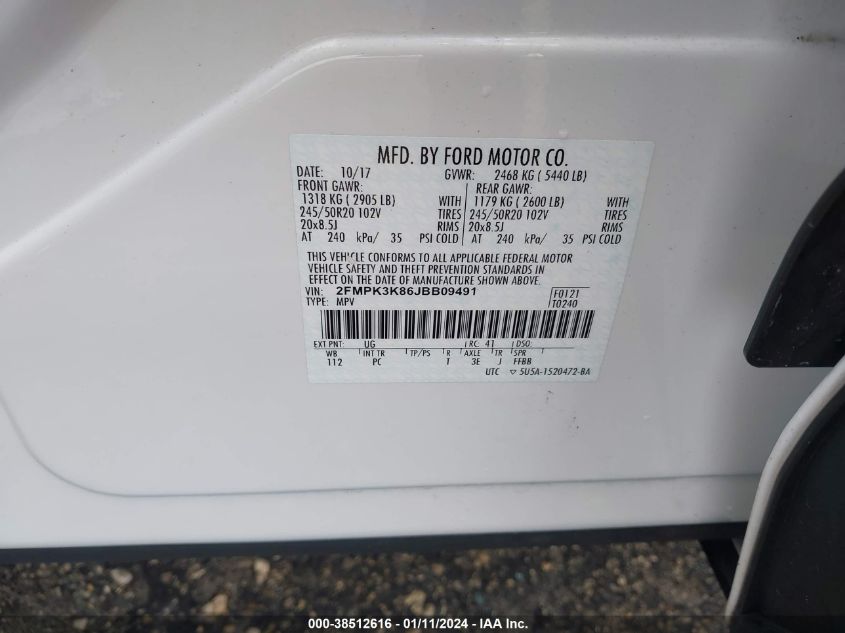 MFD. BY FORD MOTOR CO.
DATE: 10/17 GVWR: 2468 KG ( 5440 LB)
FRONT GAWR: REAR GAWR:
1318 KG ( 2905 LB) WITH 1179 KG ( 2600 LB) WITH
245/50R20 102V TIRES 245/50R20 102V TIRES
20x8.5J RIMS 20x8.5J RIMS
AT 240 kPa/ 35 PSI COLD AT 240 kPa/ 35 PSI COLD
THIS VEHICLE CONFORMS TO ALL APPLICABLE FEDERAL MOTOR
VEHICLE SAFETY AND THEFT PREVENTION STANDARDS IN
EFFECT ON THE DATE OF MANUFACTURE SHOWN ABOVE.
VIN: 2FMPK3K86JBB09491 F0121
TYPE: MPV T0240
EXT PNT: UG RC: 41 DSO:
WB INT TR TP/PS R AXLE TR SPR
112 PC T 3E J FFBB
UTC ▽ 5U5A-1520472-BA
000-38512616 - 01/11/2024 - IAA Inc.